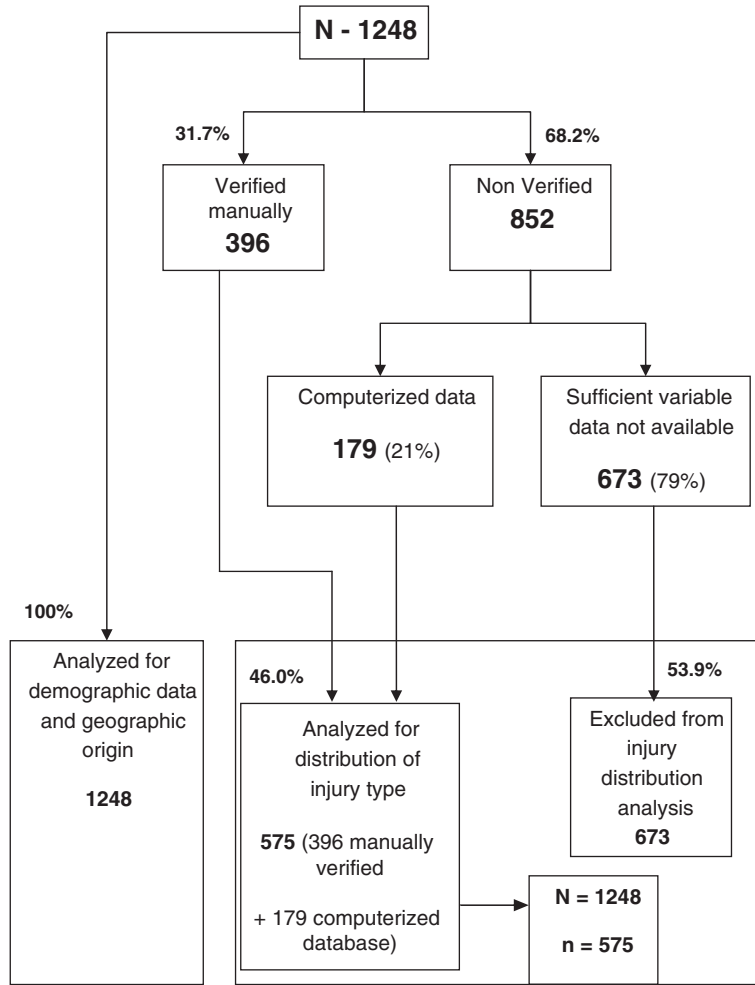 N - 1248
31.7%
68.2%
Verified
manually
396
Non Verified
852
Computerized data
179 (21%)
Sufficient variable
data not available
673 (79%)
100%
Analyzed for
demographic data
and geographic
origin
1248
46.0%
Analyzed for
distribution of
injury type
575 (396 manually
verified
+ 179 computerized
database)
53.9%
Excluded from
injury
distribution
analysis
673
N = 1248
n = 575